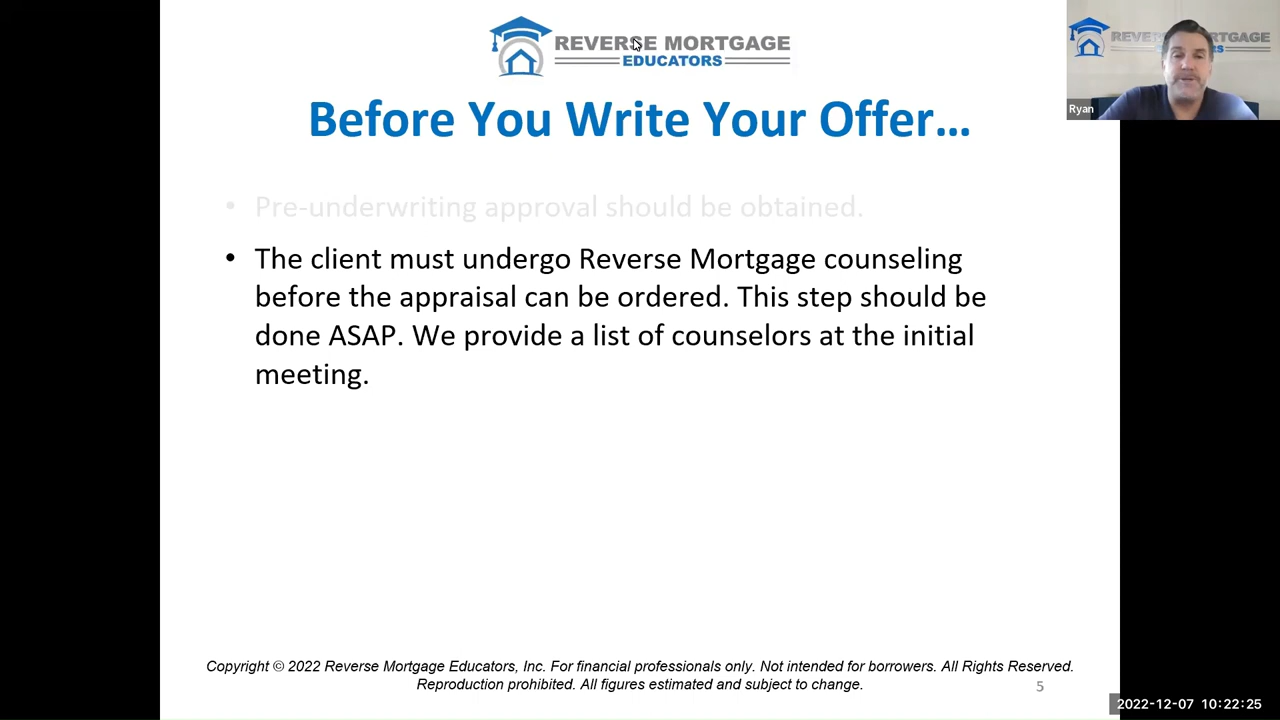 REVERSE MORTGAGE
EDUCATORS
Before You Write Your Offer…
• Pre-underwriting approval should be obtained.
• The client must undergo Reverse Mortgage counseling
before the appraisal can be ordered. This step should be
done ASAP. We provide a list of counselors at the initial
meeting.
Copyright © 2022 Reverse Mortgage Educators, Inc. For financial professionals only. Not intended for borrowers. All Rights Reserved.
Reproduction prohibited. All figures estimated and subject to change.
5
Ryan
2022-12-07 10:22:25